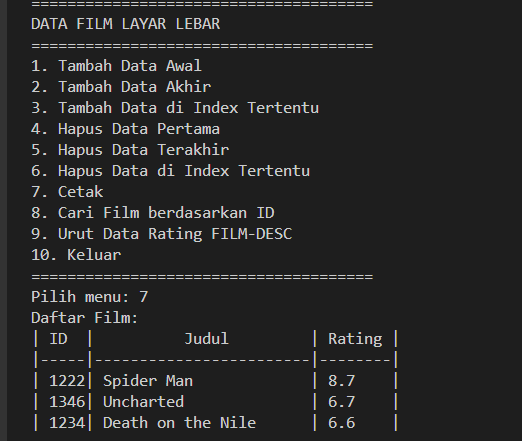 ======================================
DATA FILM LAYAR LEBAR
======================================
1. Tambah Data Awal
2. Tambah Data Akhir
3. Tambah Data di Index Tertentu
4. Hapus Data Pertama
5. Hapus Data Terakhir
6. Hapus Data di Index Tertentu
7. Cetak
8. Cari Film berdasarkan ID
9. Urut Data Rating FILM-DESC
10. Keluar
======================================
Pilih menu: 7
Daftar Film:
| ID  |          Judul         | Rating |
|-----|------------------------|--------|
| 1222| Spider Man             | 8.7    |
| 1346| Uncharted              | 6.7    |
| 1234| Death on the Nile      | 6.6    |